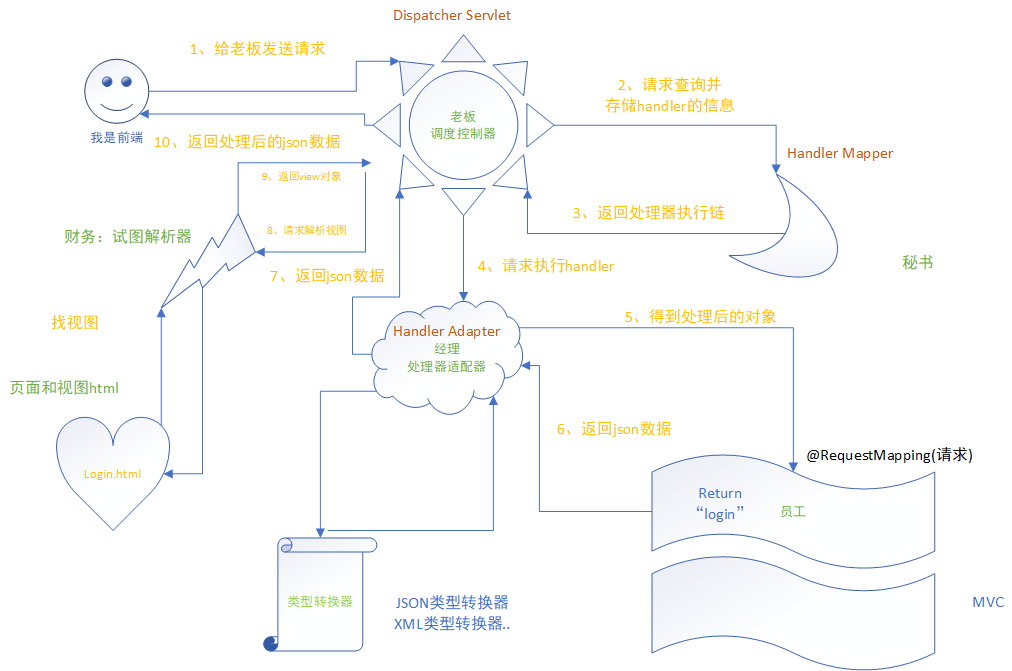 Dispatcher Servlet
1、给老板发送请求
2、请求查询并
存储handler的信息
老板
调度控制器
我是前端
10、返回处理后的json数据
Handler Mapper
9、返回view对象
3、返回处理器执行链
财务：试图解析器
8、请求解析视图
秘书
7、返回json数据
4、请求执行handler
找视图
5、得到处理后的对象
Handler Adapter
经理
处理器适配器
页面和视图html
6、返回json数据
@RequestMapping(请求)
Login.html
Return
“login”
员工
类型转换器
JSON类型转换器
XML类型转换器..
MVC